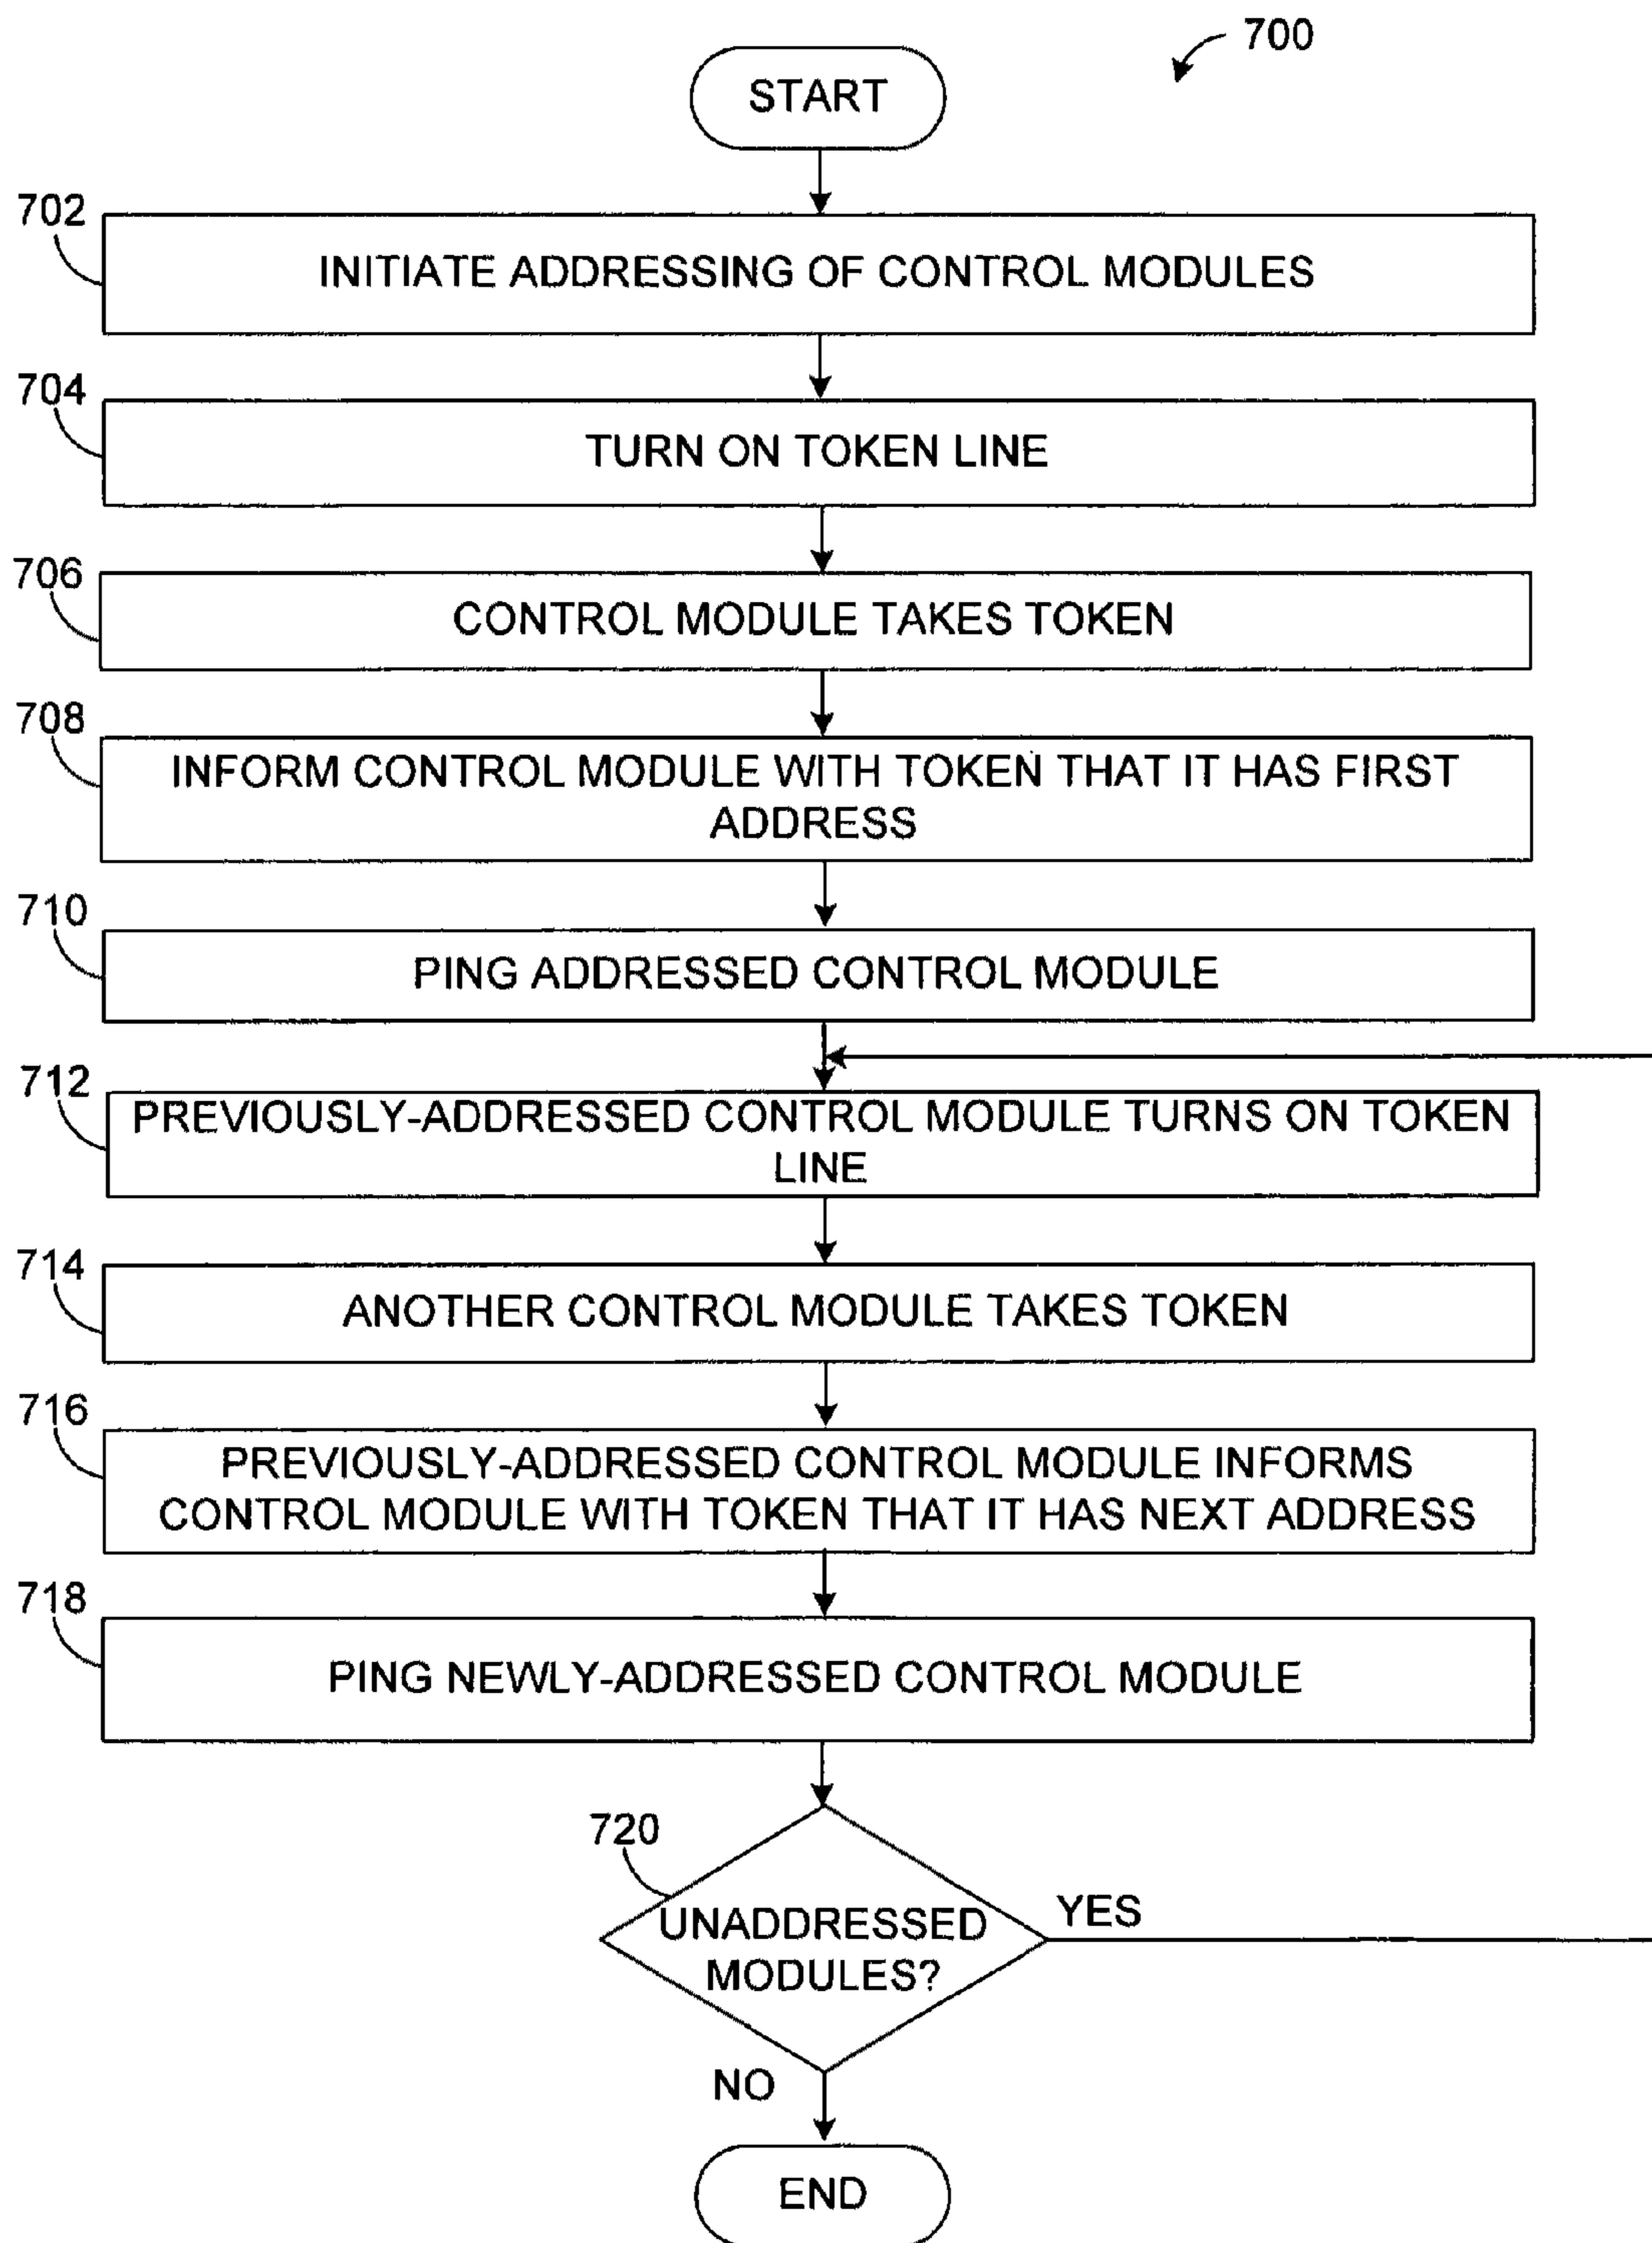 700
START
702
INITIATE ADDRESSING OF CONTROL MODULES
704
TURN ON TOKEN LINE
706
CONTROL MODULE TAKES TOKEN
708
INFORM CONTROL MODULE WITH TOKEN THAT IT HAS FIRST
ADDRESS
710
PING ADDRESSED CONTROL MODULE
712
PREVIOUSLY-ADDRESSED CONTROL MODULE TURNS ON TOKEN
LINE
714
ANOTHER CONTROL MODULE TAKES TOKEN
716
PREVIOUSLY-ADDRESSED CONTROL MODULE INFORMS
CONTROL MODULE WITH TOKEN THAT IT HAS NEXT ADDRESS
718
PING NEWLY-ADDRESSED CONTROL MODULE
720
UNADDRESSED
MODULES?
YES
NO
END